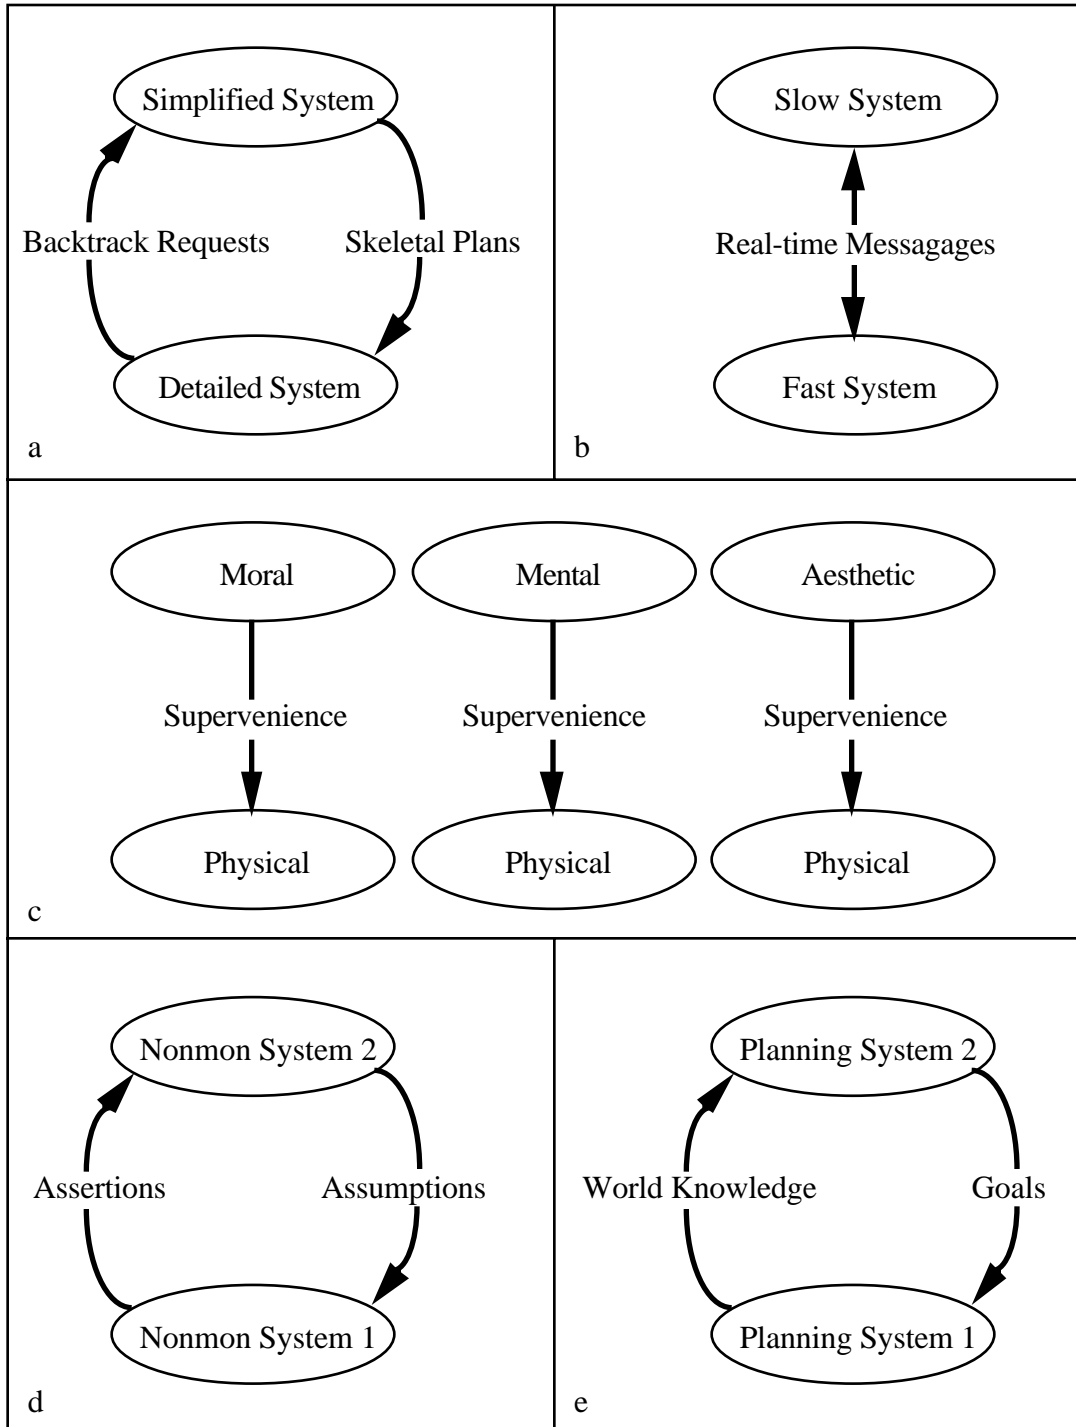 Simplified System
Backtrack Requests
Skeletal Plans
Detailed System
a
Slow System
Real-time Messagages
Fast System
b
Moral
Mental
Aesthetic
Supervenience
Supervenience
Supervenience
Physical
Physical
Physical
c
Nonmon System 2
Assertions
Assumptions
Nonmon System 1
d
Planning System 2
World Knowledge
Goals
Planning System 1
e